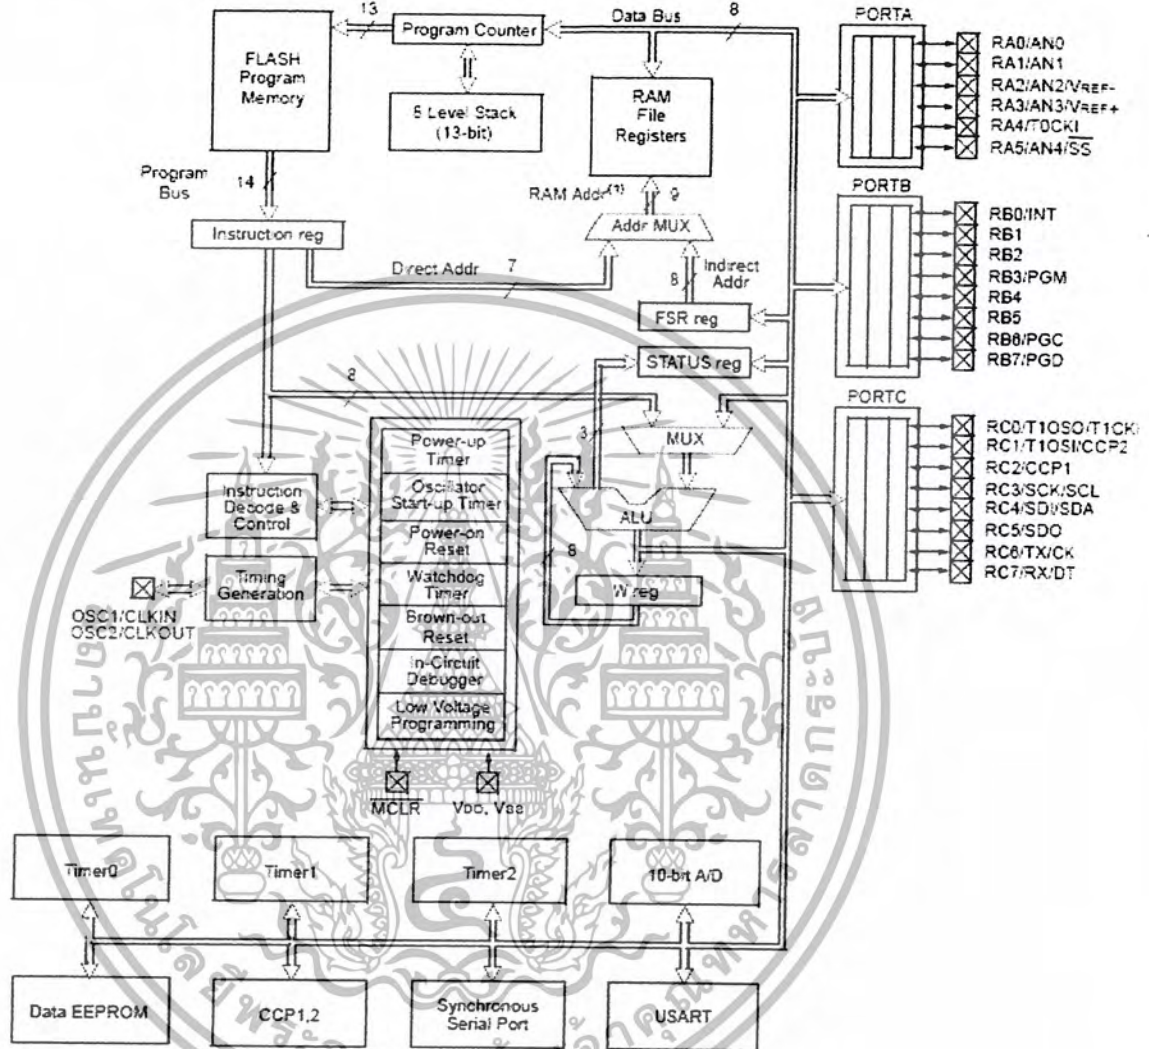 13
Program Counter
Data Bus
8
PORTA
FLASH
Program
Memory
8 Level Stack
(13-bit)
RAM
File
Registers
RA0/AN0
RA1/AN1
RA2/AN2/VREF-
RA3/AN3/VREF+
RA4/T0CKI
RA5/AN4/SS
Program
Bus
14
RAM Addr(1)
9
PORTB
Instruction reg
Addr MUX
Direct Addr
7
8
Indirect
Addr
FSR reg
STATUS reg
RB0/INT
RB1
RB2
RB3/PGM
RB4
RB5
RB6/PGC
RB7/PGD
8
3
MUX
PORTC
Power-up
Timer
Oscillator
Start-up Timer
Power-on
Reset
Watchdog
Timer
Brown-out
Reset
In-Circuit
Debugger
Low Voltage
Programming
Instruction
Decode &
Control
Timing
Generation
OSC1/CLKIN
OSC2/CLKOUT
ALU
8
W reg
RC0/T1OSO/T1CKI
RC1/T1OSI/CCP2
RC2/CCP1
RC3/SCK/SCL
RC4/SDI/SDA
RC5/SDO
RC6/TX/CK
RC7/RX/DT
MCLR
VDD, VSS
Timer0
Timer1
Timer2
10-bit A/D
Data EEPROM
CCP1,2
Synchronous
Serial Port
USART